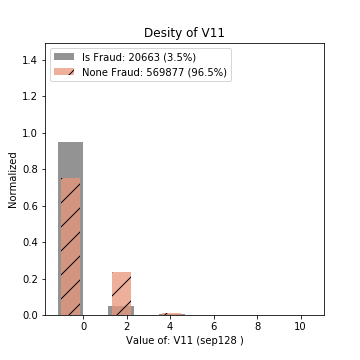 Desity of V11
Is Fraud: 20663 (3.5%)
None Fraud: 569877 (96.5%)
Normalized
1.4
1.2
1.0
0.8
0.6
0.4
0.2
0.0
0 2 4 6 8 10
Value of: V11 (sep128 )